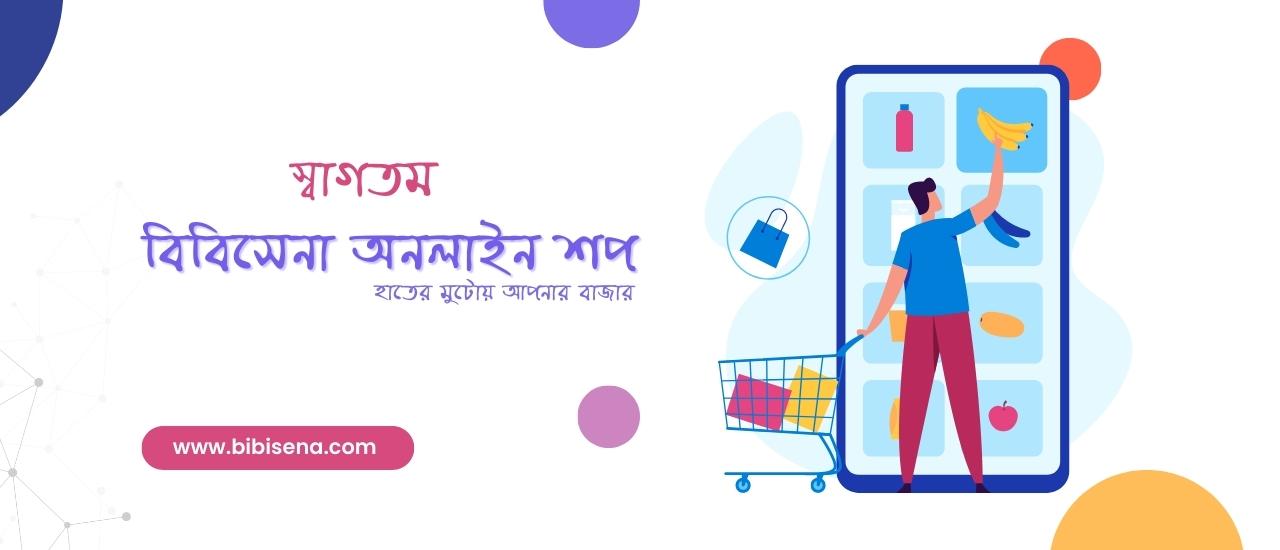 স্বাগতম
বিবিসেনা অনলাইন শপ
হাতের মুটোয় আপনার বাজার
www.bibisena.com